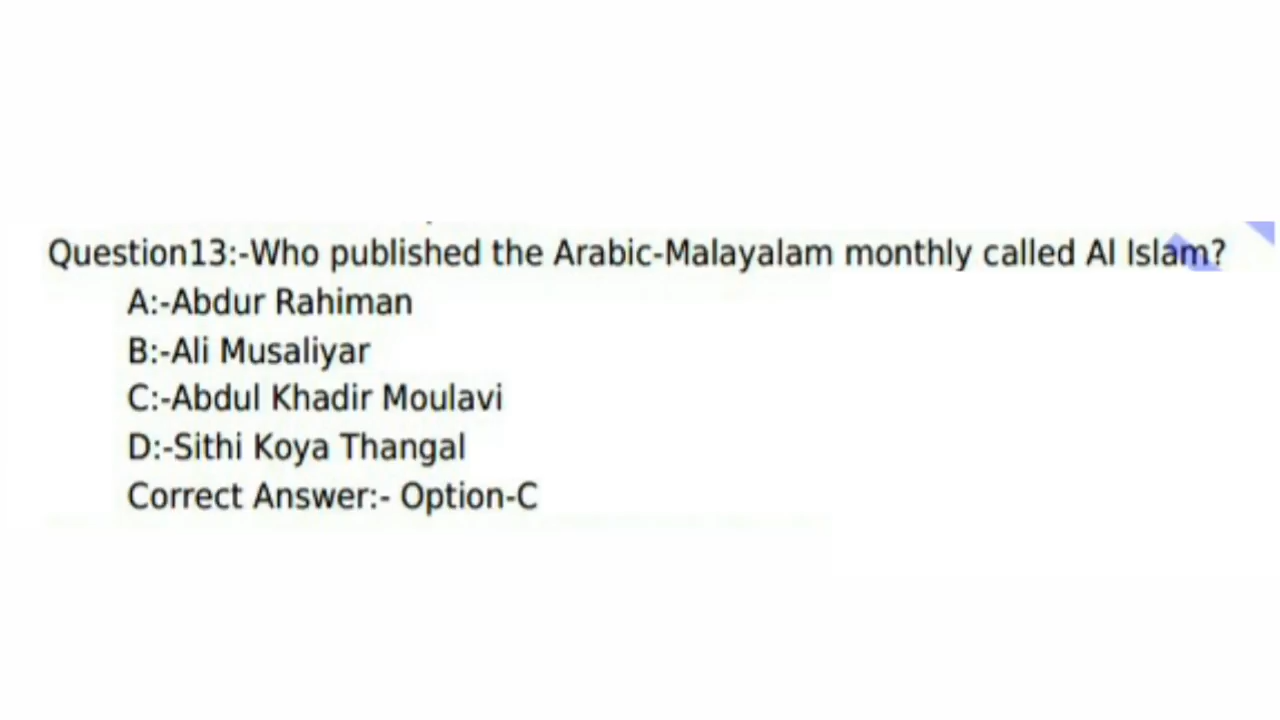 Question13:-Who published the Arabic-Malayalam monthly called Al Islam?
A:-Abdur Rahiman
B:-Ali Musaliyar
C:-Abdul Khadir Moulavi
D:-Sithi Koya Thangal
Correct Answer:- Option-C